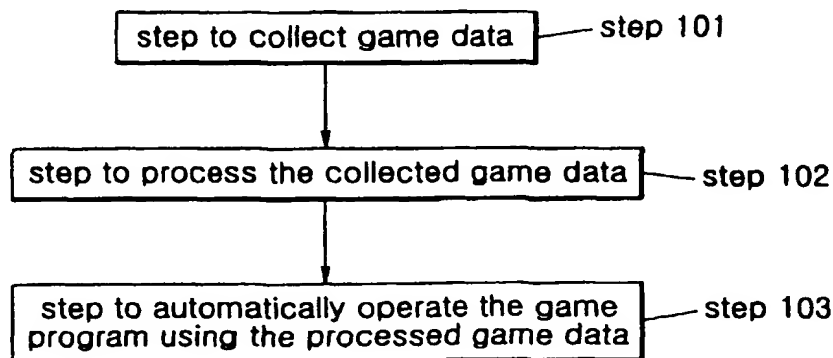 step to collect game data
step 101
step to process the collected game data
step 102
step to automatically operate the game
program using the processed game data
step 103